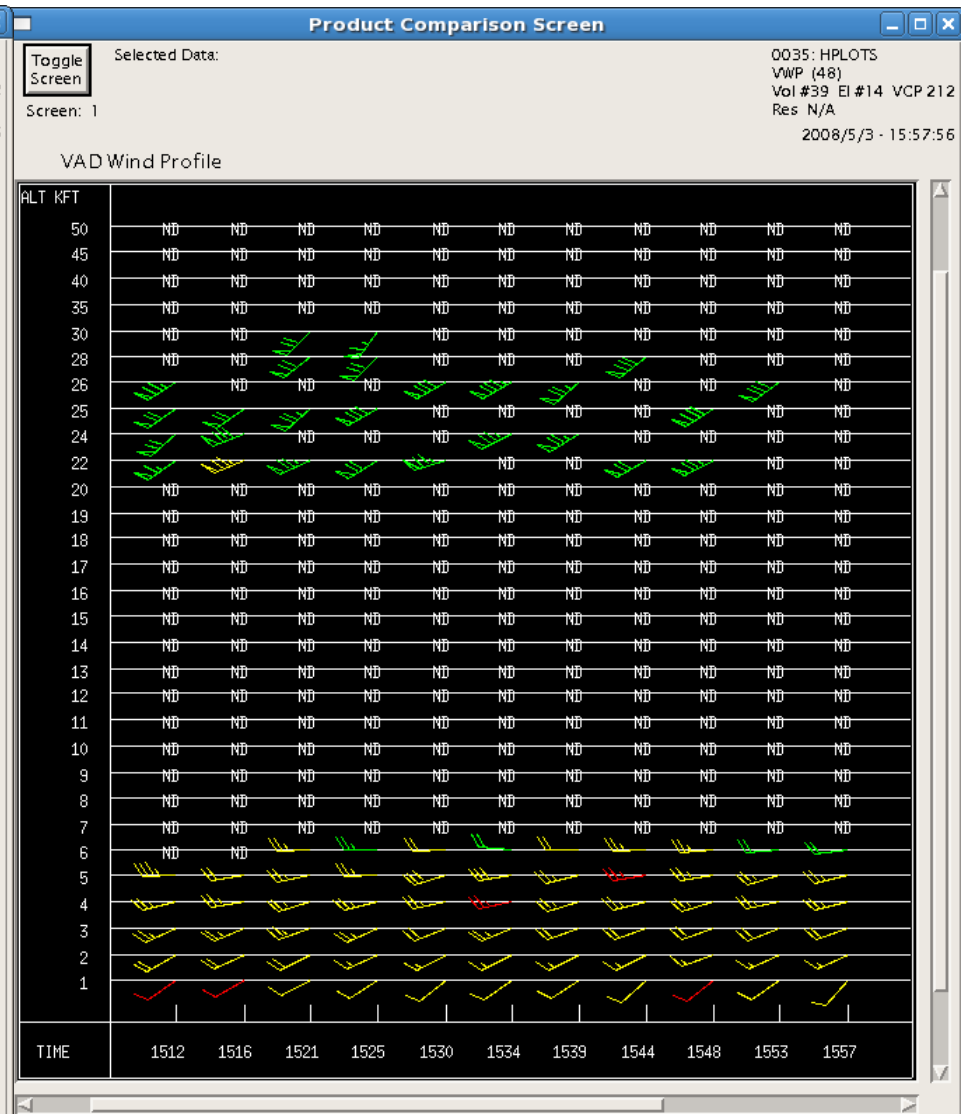 Product Comparison Screen
Toggle Screen
Selected Data:
Screen: 1
0035: HPLOTS
VWP (48)
Vol #39 El #14 VCP 212
Res N/A
2008/5/3 - 15:57:56
VAD Wind Profile
ALT KFT
50 ND ND ND ND ND ND ND ND ND ND ND
45 ND ND ND ND ND ND ND ND ND ND ND
40 ND ND ND ND ND ND ND ND ND ND ND
35 ND ND ND ND ND ND ND ND ND ND ND
30 ND ND ND ND ND ND ND ND ND
28 ND ND ND ND ND ND ND ND
26 ND ND ND ND ND ND
25 ND ND ND ND ND ND
24 ND ND ND ND ND ND ND
22 ND ND ND ND
20 ND ND ND ND ND ND ND ND ND ND ND
19 ND ND ND ND ND ND ND ND ND ND ND
18 ND ND ND ND ND ND ND ND ND ND ND
17 ND ND ND ND ND ND ND ND ND ND ND
16 ND ND ND ND ND ND ND ND ND ND ND
15 ND ND ND ND ND ND ND ND ND ND ND
14 ND ND ND ND ND ND ND ND ND ND ND
13 ND ND ND ND ND ND ND ND ND ND ND
12 ND ND ND ND ND ND ND ND ND ND ND
11 ND ND ND ND ND ND ND ND ND ND ND
10 ND ND ND ND ND ND ND ND ND ND ND
9 ND ND ND ND ND ND ND ND ND ND ND
8 ND ND ND ND ND ND ND ND ND ND ND
7 ND ND ND ND ND ND ND ND ND ND ND
6 ND ND
5
4
3
2
1
TIME 1512 1516 1521 1525 1530 1534 1539 1544 1548 1553 1557